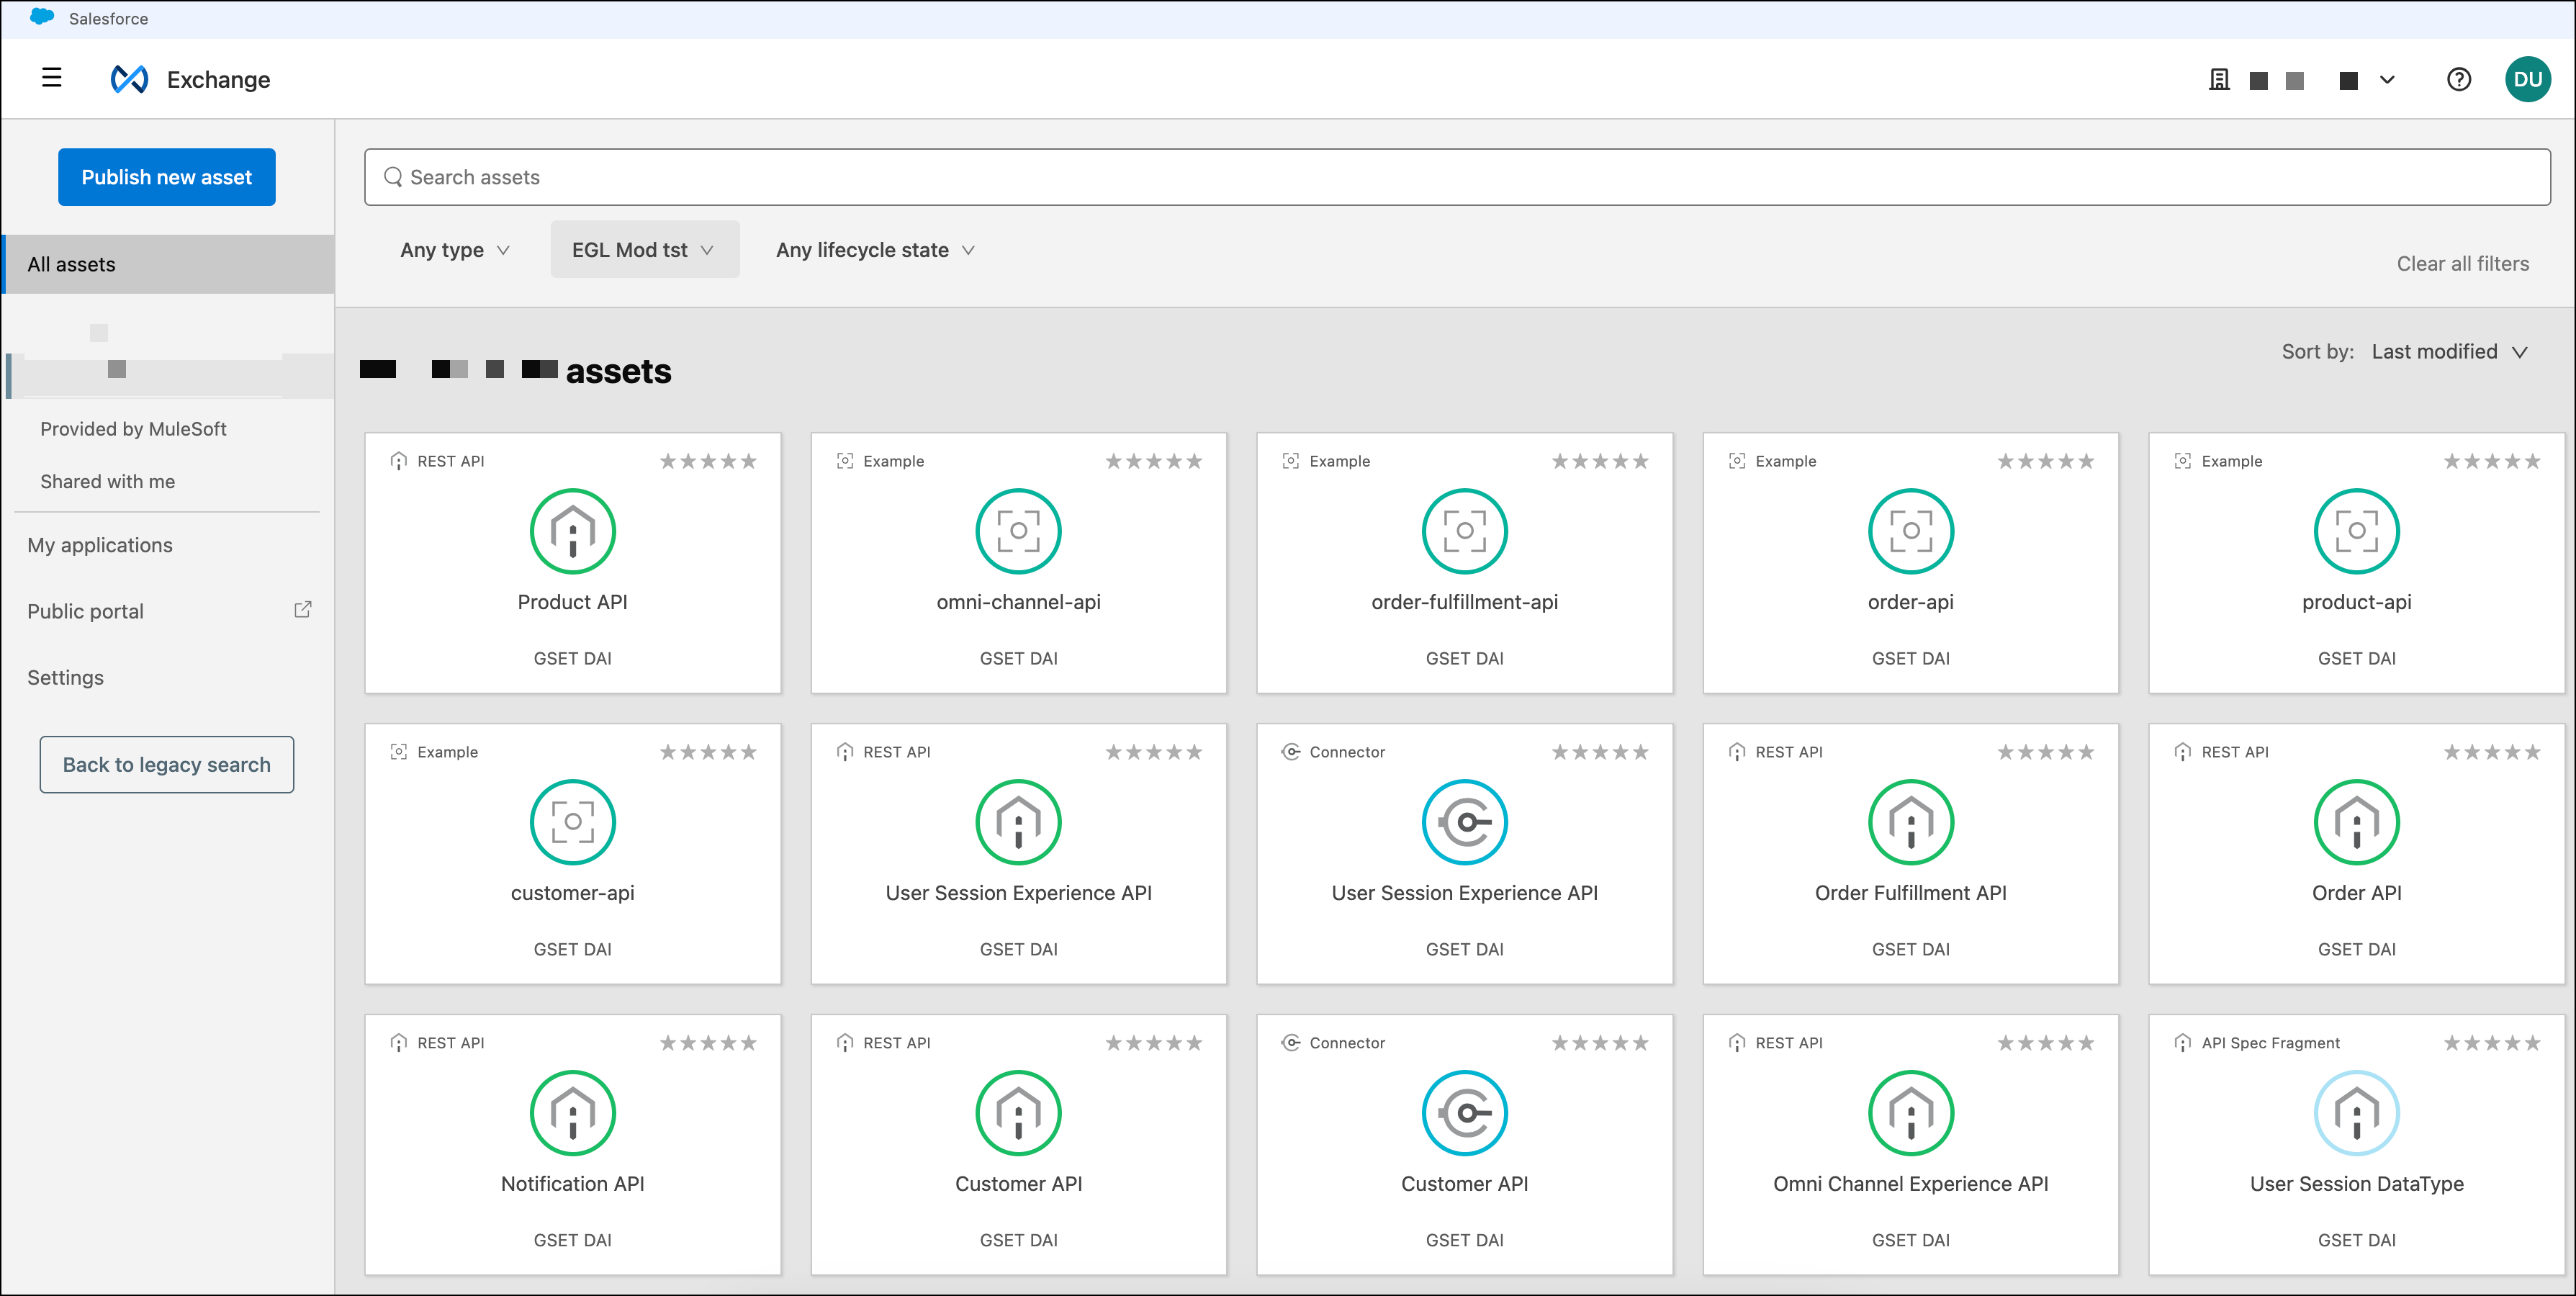 Salesforce
Exchange
DU
Publish new asset
Search assets
Any type
EGL Mod tst
Any lifecycle state
Clear all filters
All assets
Provided by MuleSoft
Shared with me
My applications
Public portal
Settings
Back to legacy search
assets
Sort by: Last modified
REST API
Product API
GSET DAI
Example
omni-channel-api
GSET DAI
Example
order-fulfillment-api
GSET DAI
Example
order-api
GSET DAI
Example
product-api
GSET DAI
Example
customer-api
GSET DAI
REST API
User Session Experience API
GSET DAI
Connector
User Session Experience API
GSET DAI
REST API
Order Fulfillment API
GSET DAI
REST API
Order API
GSET DAI
REST API
Notification API
GSET DAI
REST API
Customer API
GSET DAI
Connector
Customer API
GSET DAI
REST API
Omni Channel Experience API
GSET DAI
API Spec Fragment
User Session DataType
GSET DAI